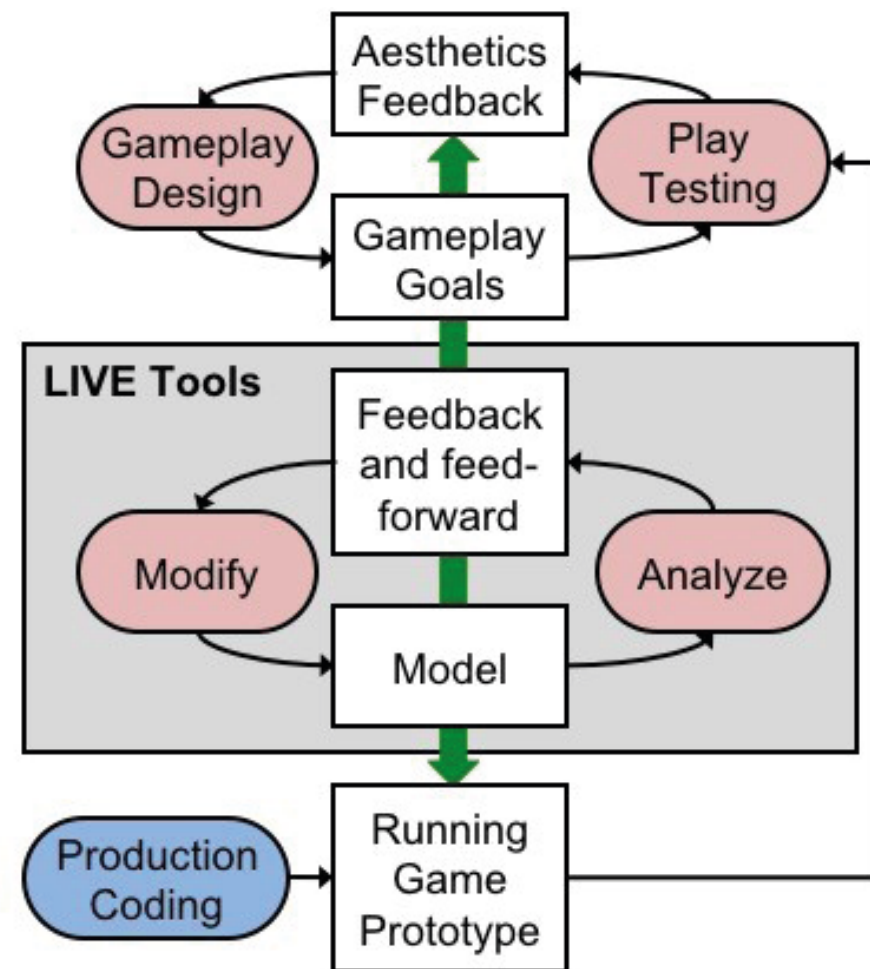 Aesthetics
Feedback
Gameplay
Design
Play
Testing
Gameplay
Goals
LIVE Tools
Feedback
and feed-
forward
Modify
Analyze
Model
Production
Coding
Running
Game
Prototype